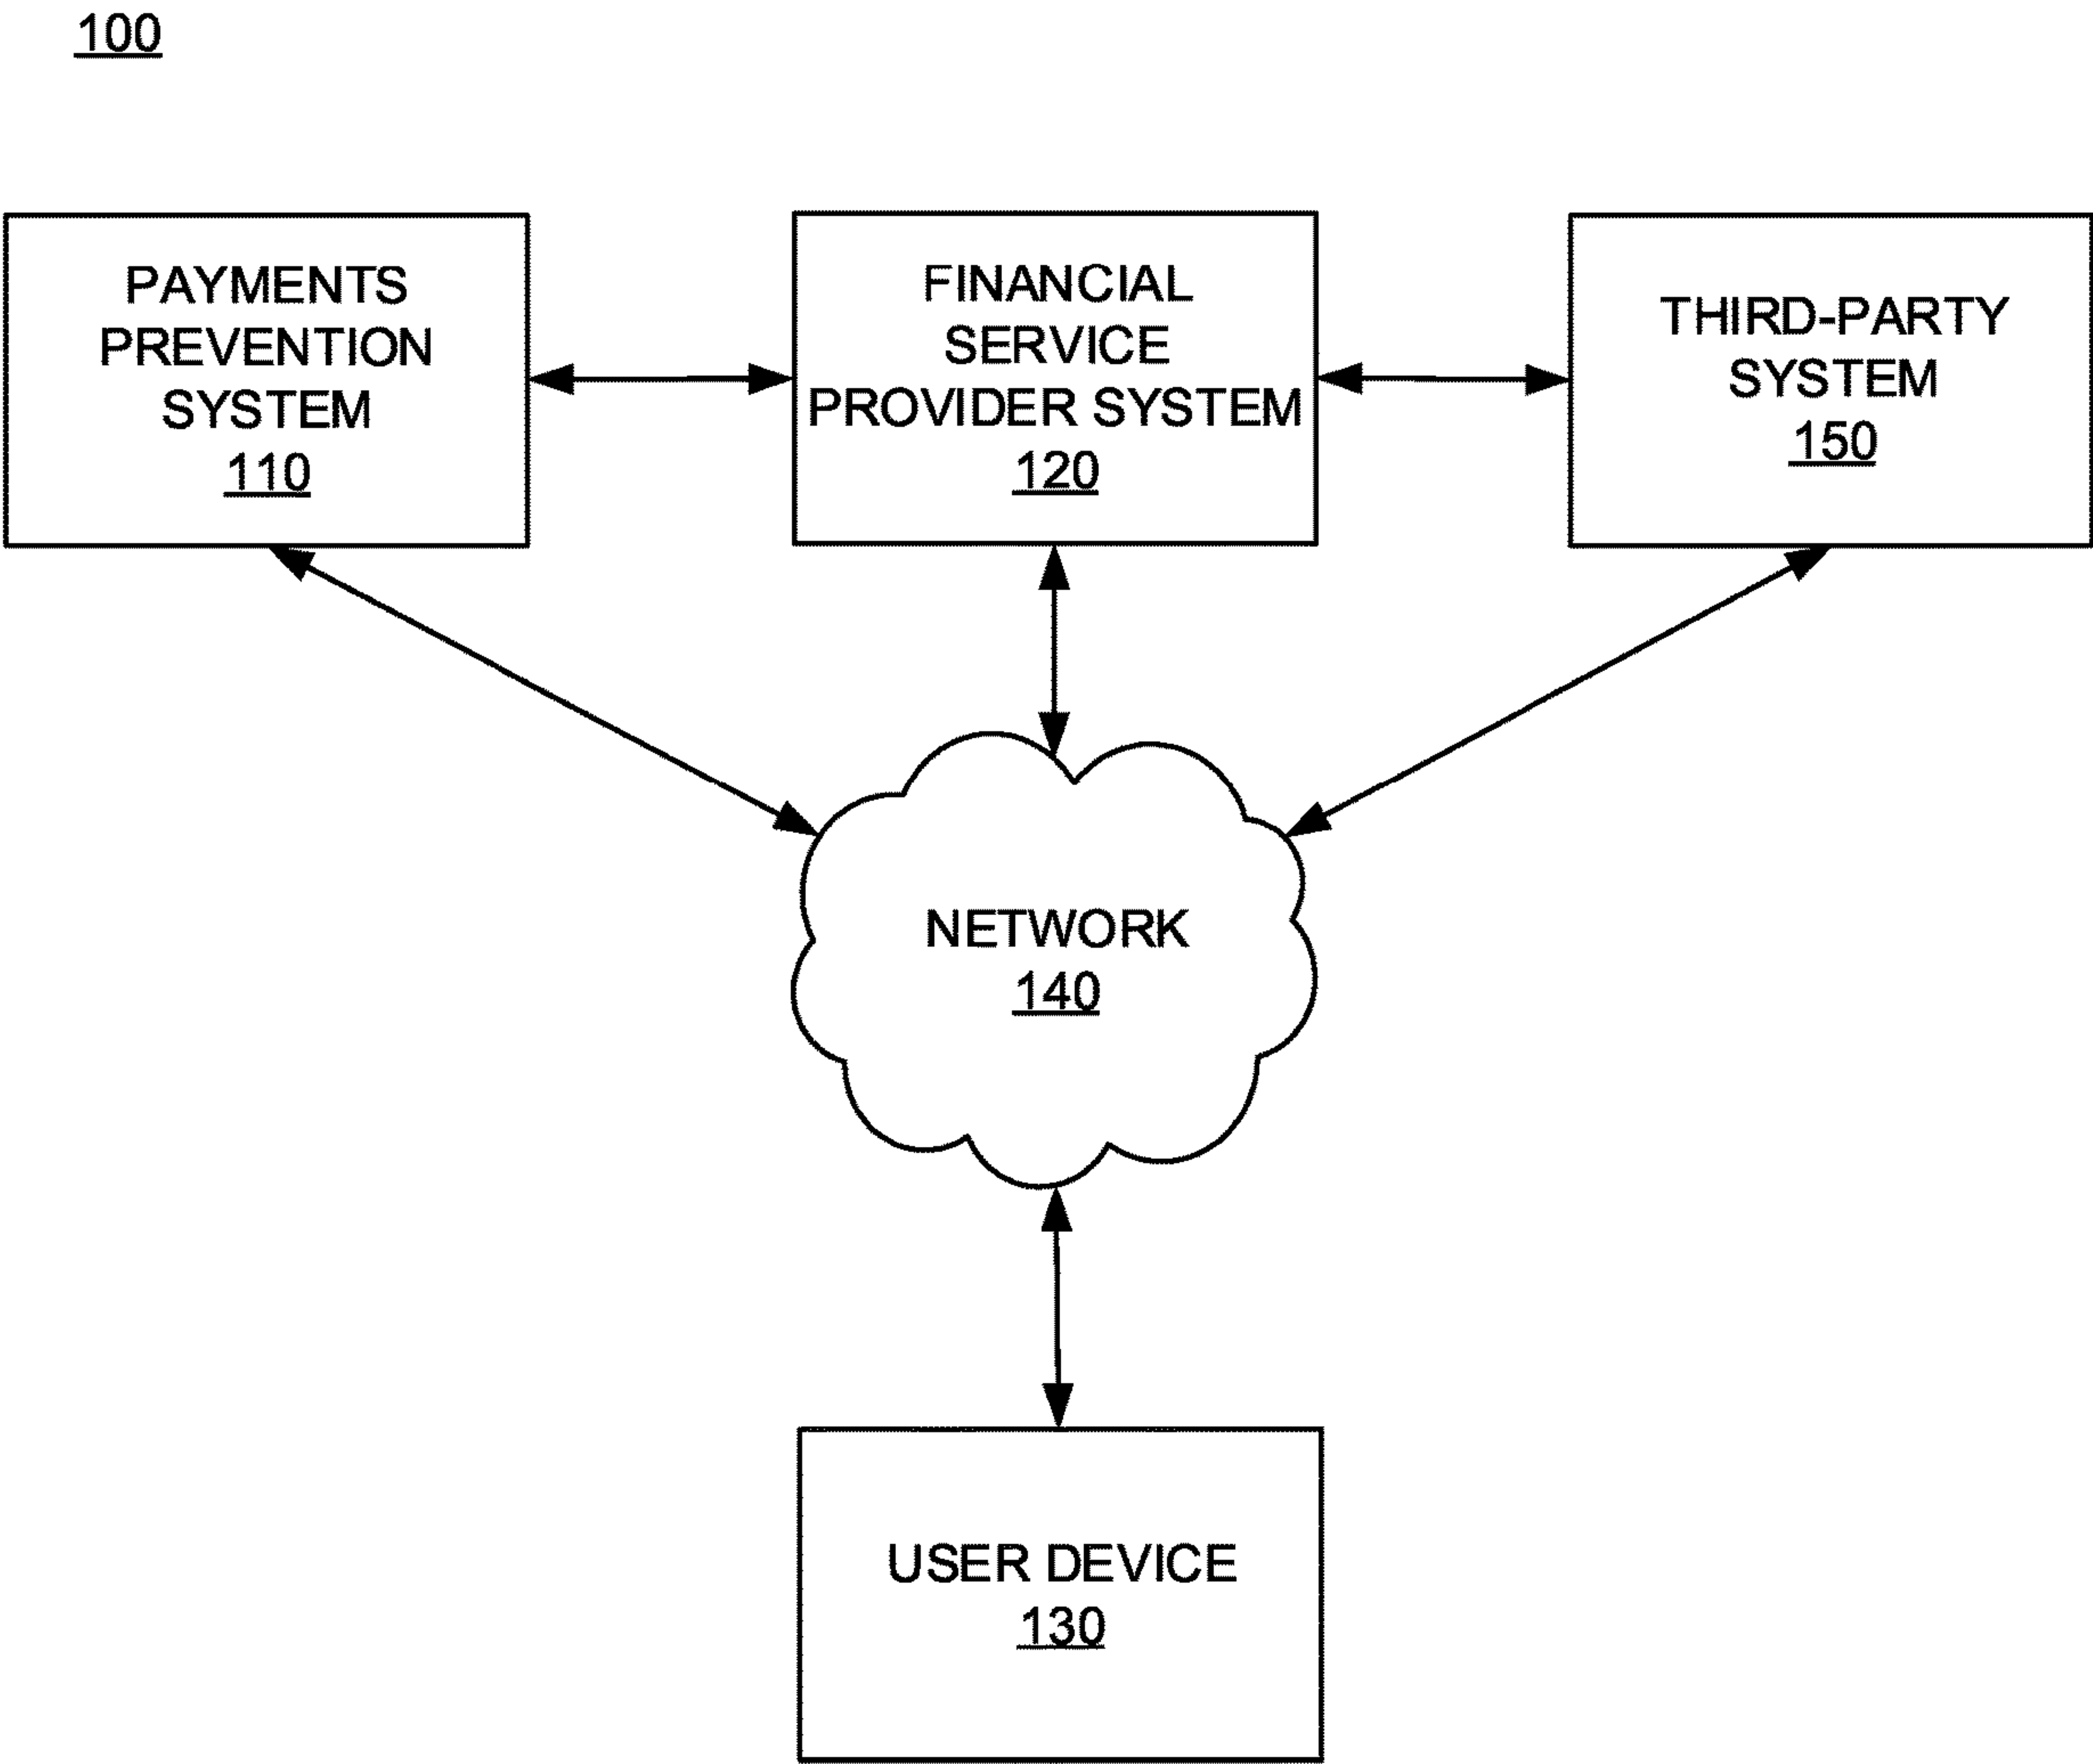 100
PAYMENTS
PREVENTION
SYSTEM
110
FINANCIAL
SERVICE
PROVIDER SYSTEM
120
THIRD-PARTY
SYSTEM
150
NETWORK
140
USER DEVICE
130